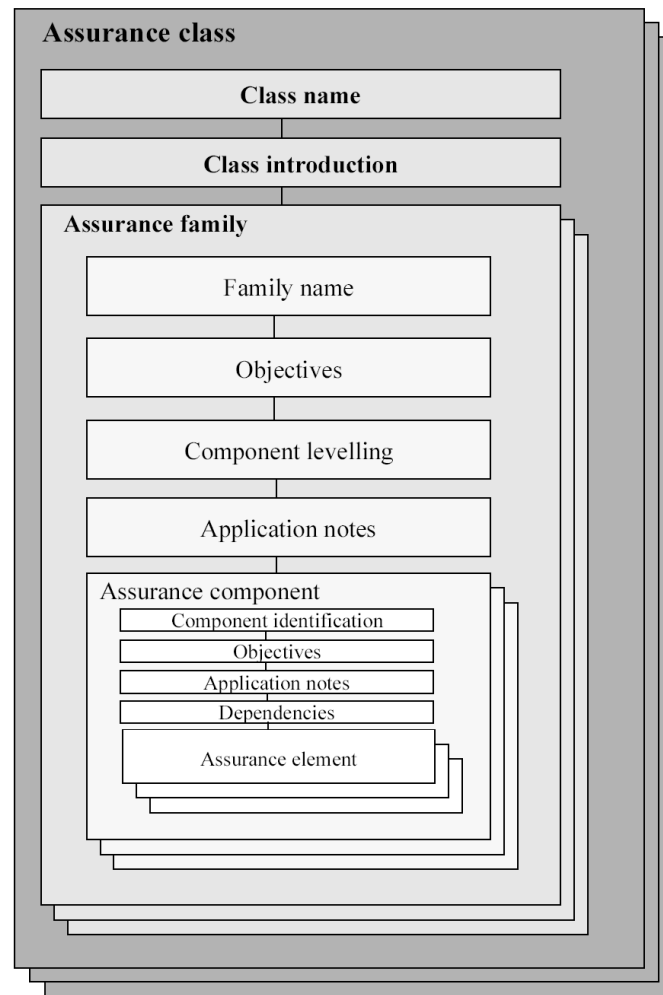 Assurance class
Class name
Class introduction
Assurance family
Family name
Objectives
Component levelling
Application notes
Assurance component
Component identification
Objectives
Application notes
Dependencies
Assurance element